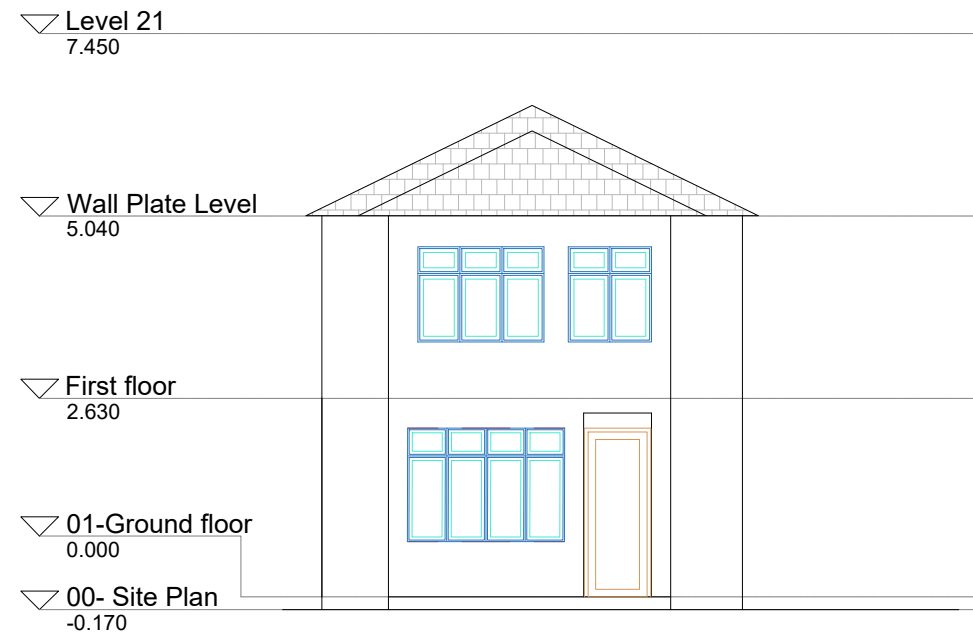 Level 21
7.450
Wall Plate Level
5.040
First floor
2.630
01-Ground floor
0.000
00- Site Plan
-0.170